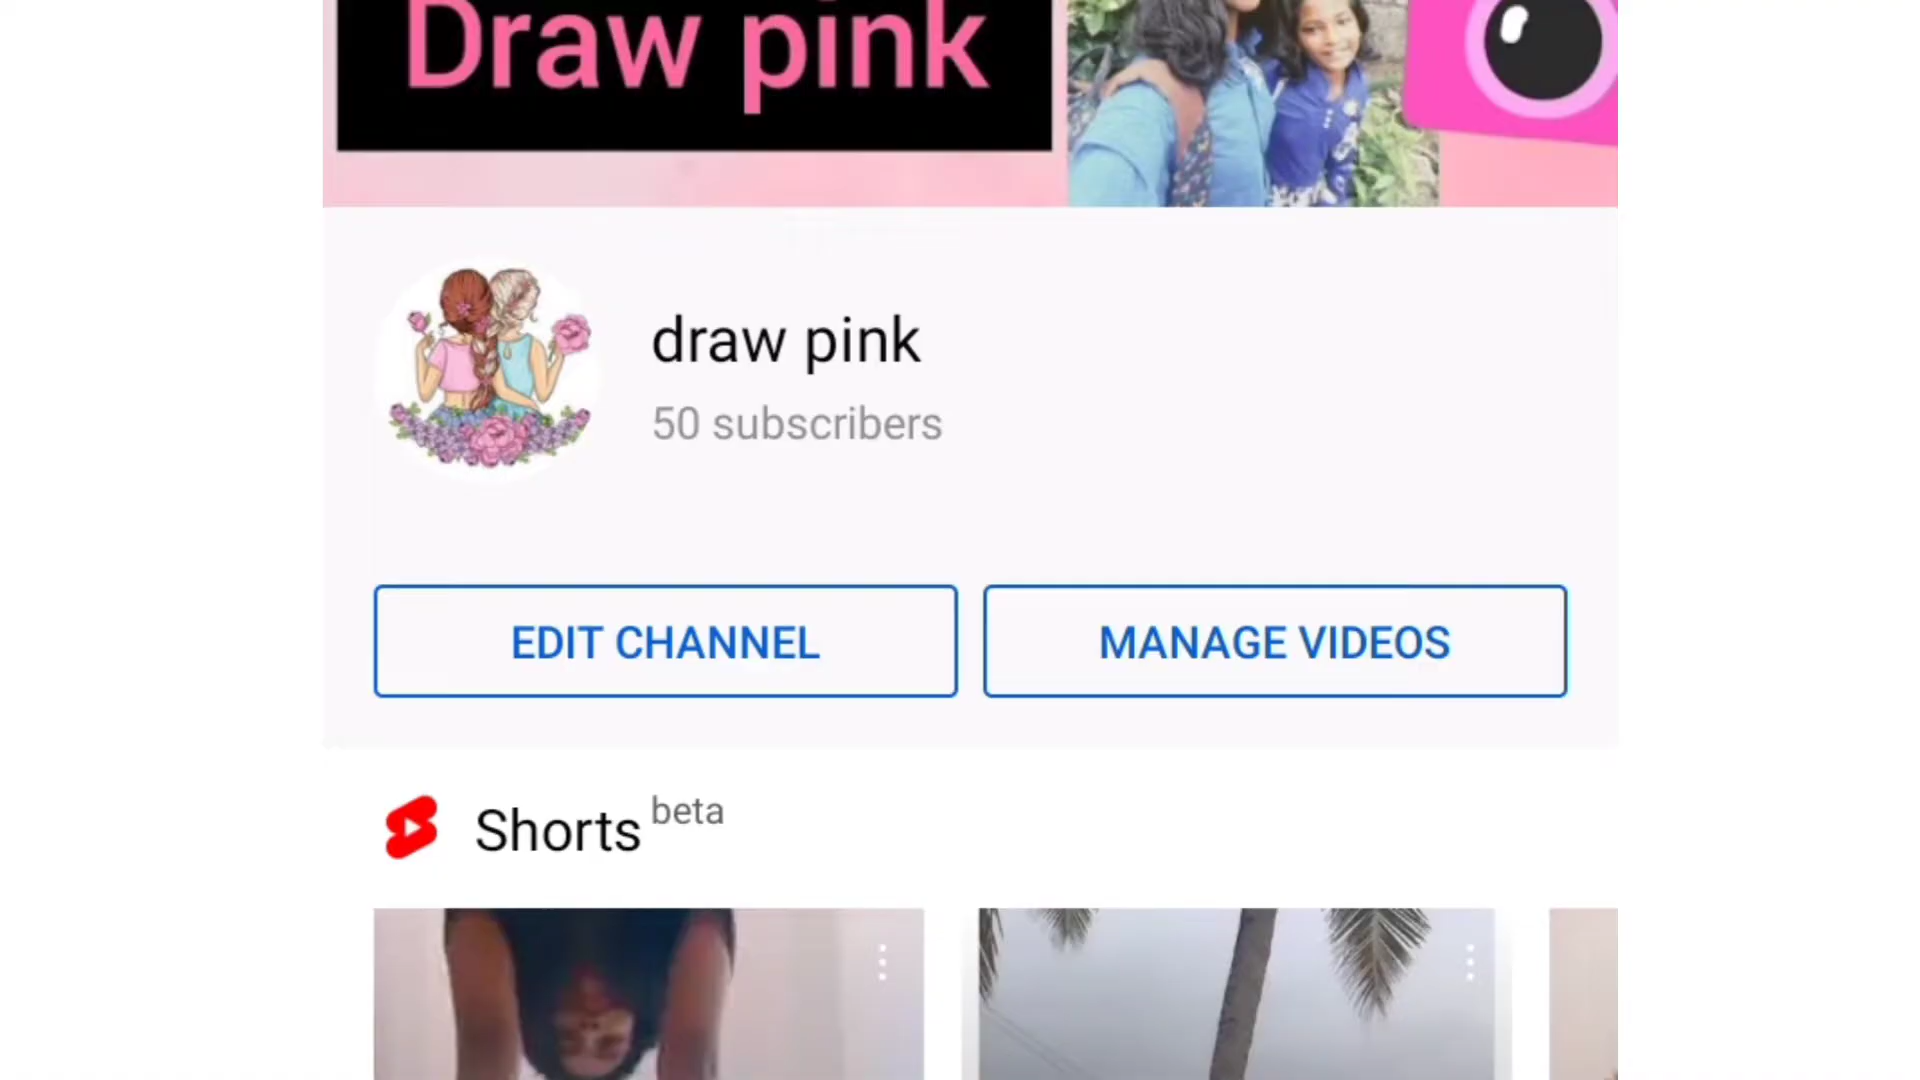 Draw pink
draw pink
50 subscribers
EDIT CHANNEL
MANAGE VIDEOS
Shorts beta